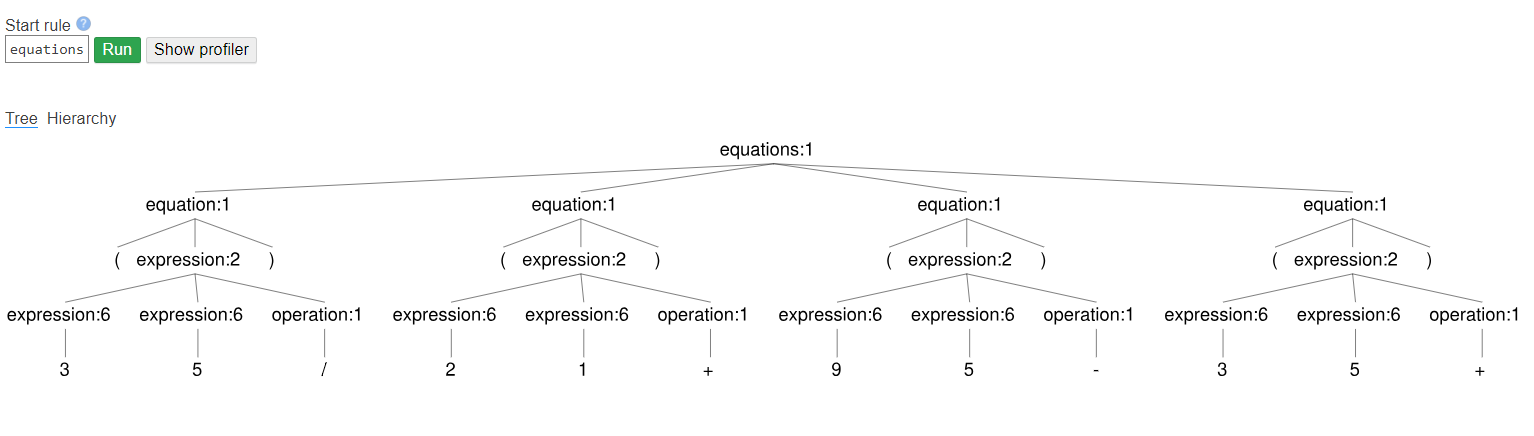 Start rule ?
equations Run Show profiler
Tree Hierarchy
equations:1
equation:1 equation:1 equation:1 equation:1
( expression:2 ) ( expression:2 ) ( expression:2 ) ( expression:2 )
expression:6 expression:6 operation:1 expression:6 expression:6 operation:1 expression:6 expression:6 operation:1 expression:6 expression:6 operation:1
3 5 / 2 1 + 9 5 - 3 5 +